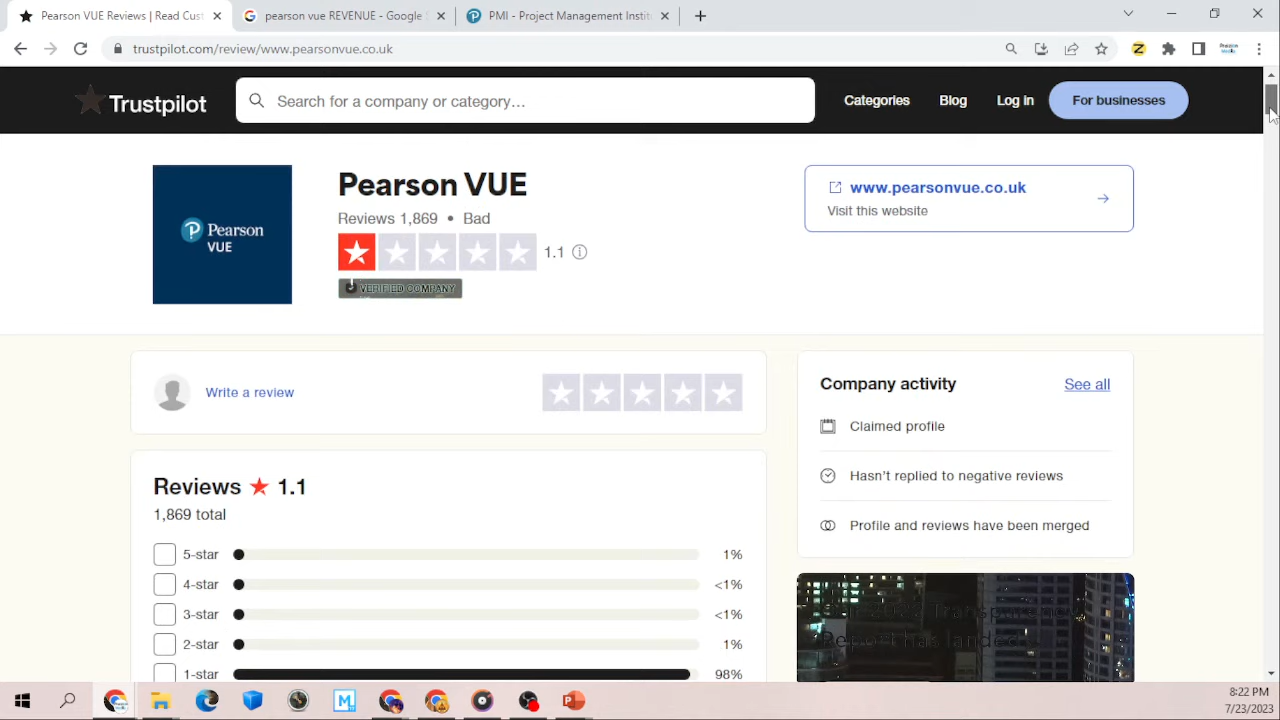 Pearson VUE Reviews | Read Cust
pearson vue REVENUE - Google S
PMI - Project Management Institu
trustpilot.com/review/www.pearsonvue.co.uk
Trustpilot
Search for a company or category…
Categories
Blog
Log in
For businesses
Pearson VUE
Pearson VUE
Reviews 1,869 • Bad
1.1
VERIFIED COMPANY
www.pearsonvue.co.uk
Visit this website
Write a review
Company activity
See all
Claimed profile
Hasn't replied to negative reviews
Profile and reviews have been merged
Reviews ★ 1.1
1,869 total
5-star 1%
4-star <1%
3-star <1%
2-star 1%
1-star 98%
8:22 PM
7/23/2023